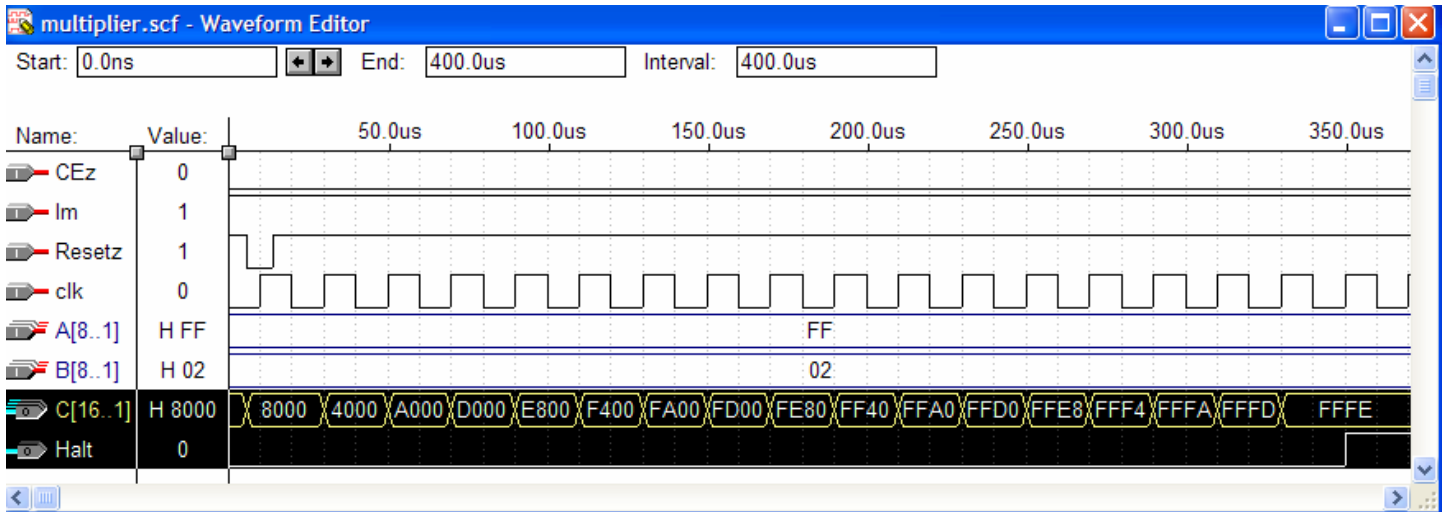 multiplier.scf - Waveform Editor
Start: 0.0ns End: 400.0us Interval: 400.0us
Name: Value: 50.0us 100.0us 150.0us 200.0us 250.0us 300.0us 350.0us
CEz 0
lm 1
Resetz 1
clk 0
A[8..1] H FF FF
B[8..1] H 02 02
C[16..1] H 8000 8000 4000 A000 D000 E800 F400 FA00 FD00 FE80 FF40 FFA0 FFD0 FFE8 FFF4 FFFA FFFD FFFE
Halt 0